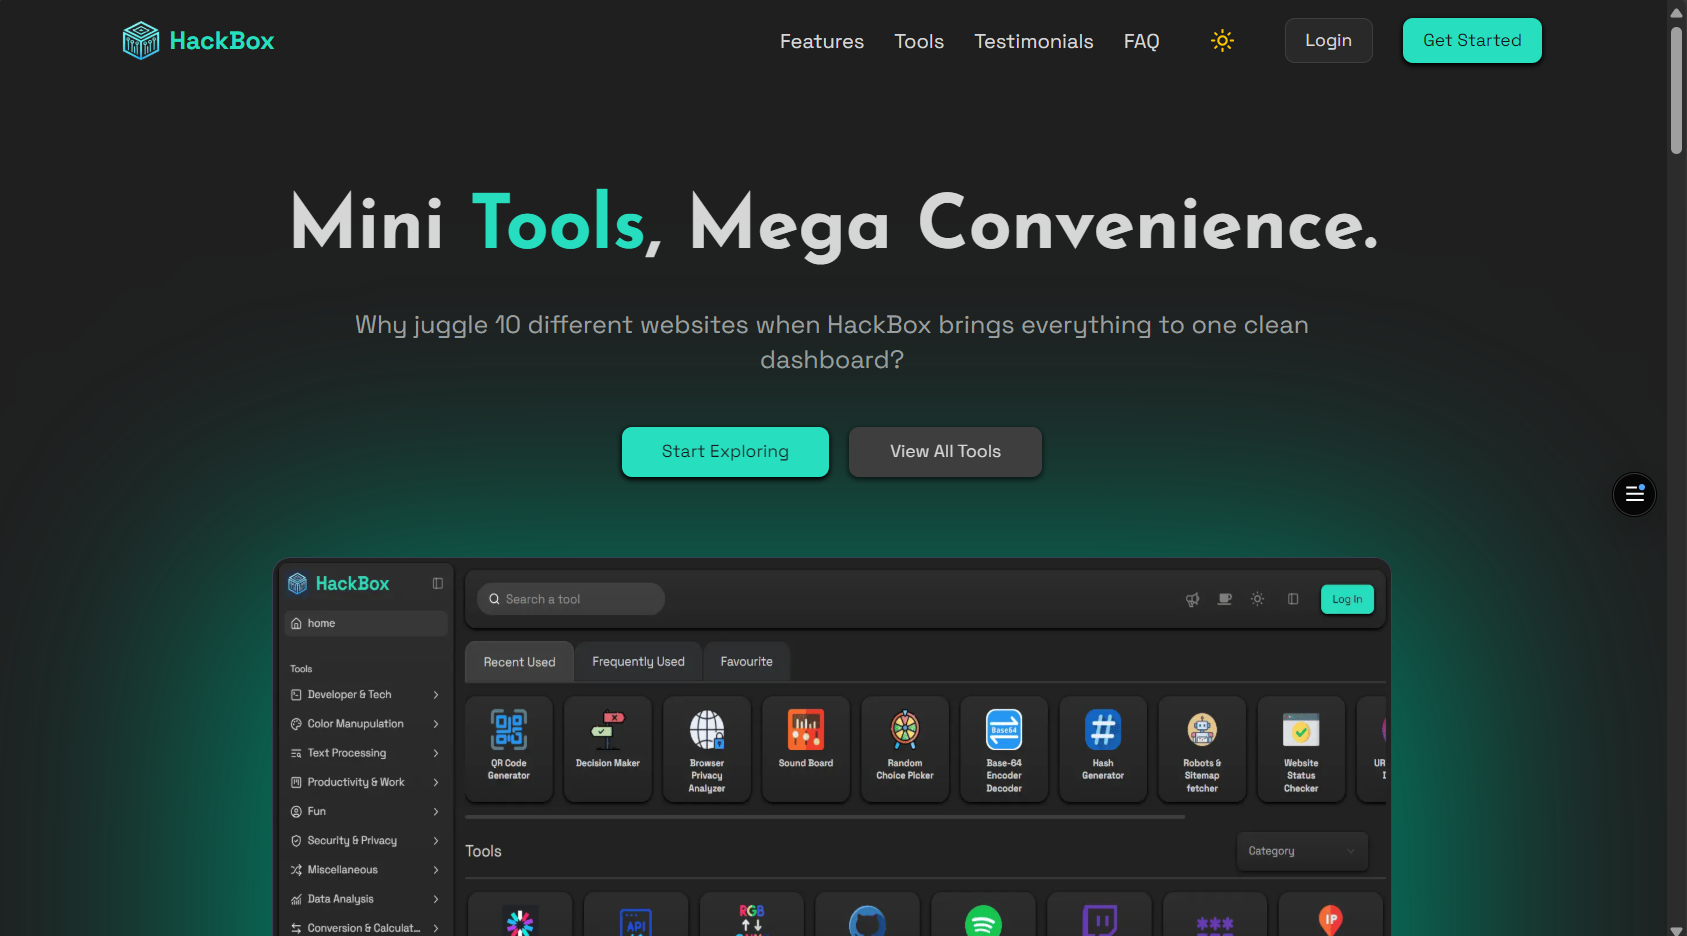 HackBox
Features
Tools
Testimonials
FAQ
Login
Get Started
Mini Tools, Mega Convenience.
Why juggle 10 different websites when HackBox brings everything to one clean
dashboard?
Start Exploring
View All Tools
HackBox
home
Tools
Developer & Tech
Color Manupulation
Text Processing
Productivity & Work
Fun
Security & Privacy
Miscellaneous
Data Analysis
Conversion & Calculat...
Search a tool
Log In
Recent Used
Frequently Used
Favourite
QR Code
Generator
Decision Maker
Browser
Privacy
Analyzer
Sound Board
Random
Choice Picker
Base64
Base-64
Encoder
Decoder
#
Hash
Generator
Robots &
Sitemap
fetcher
Website
Status
Checker
UR
Tools
Category
API
RGB
***
IP